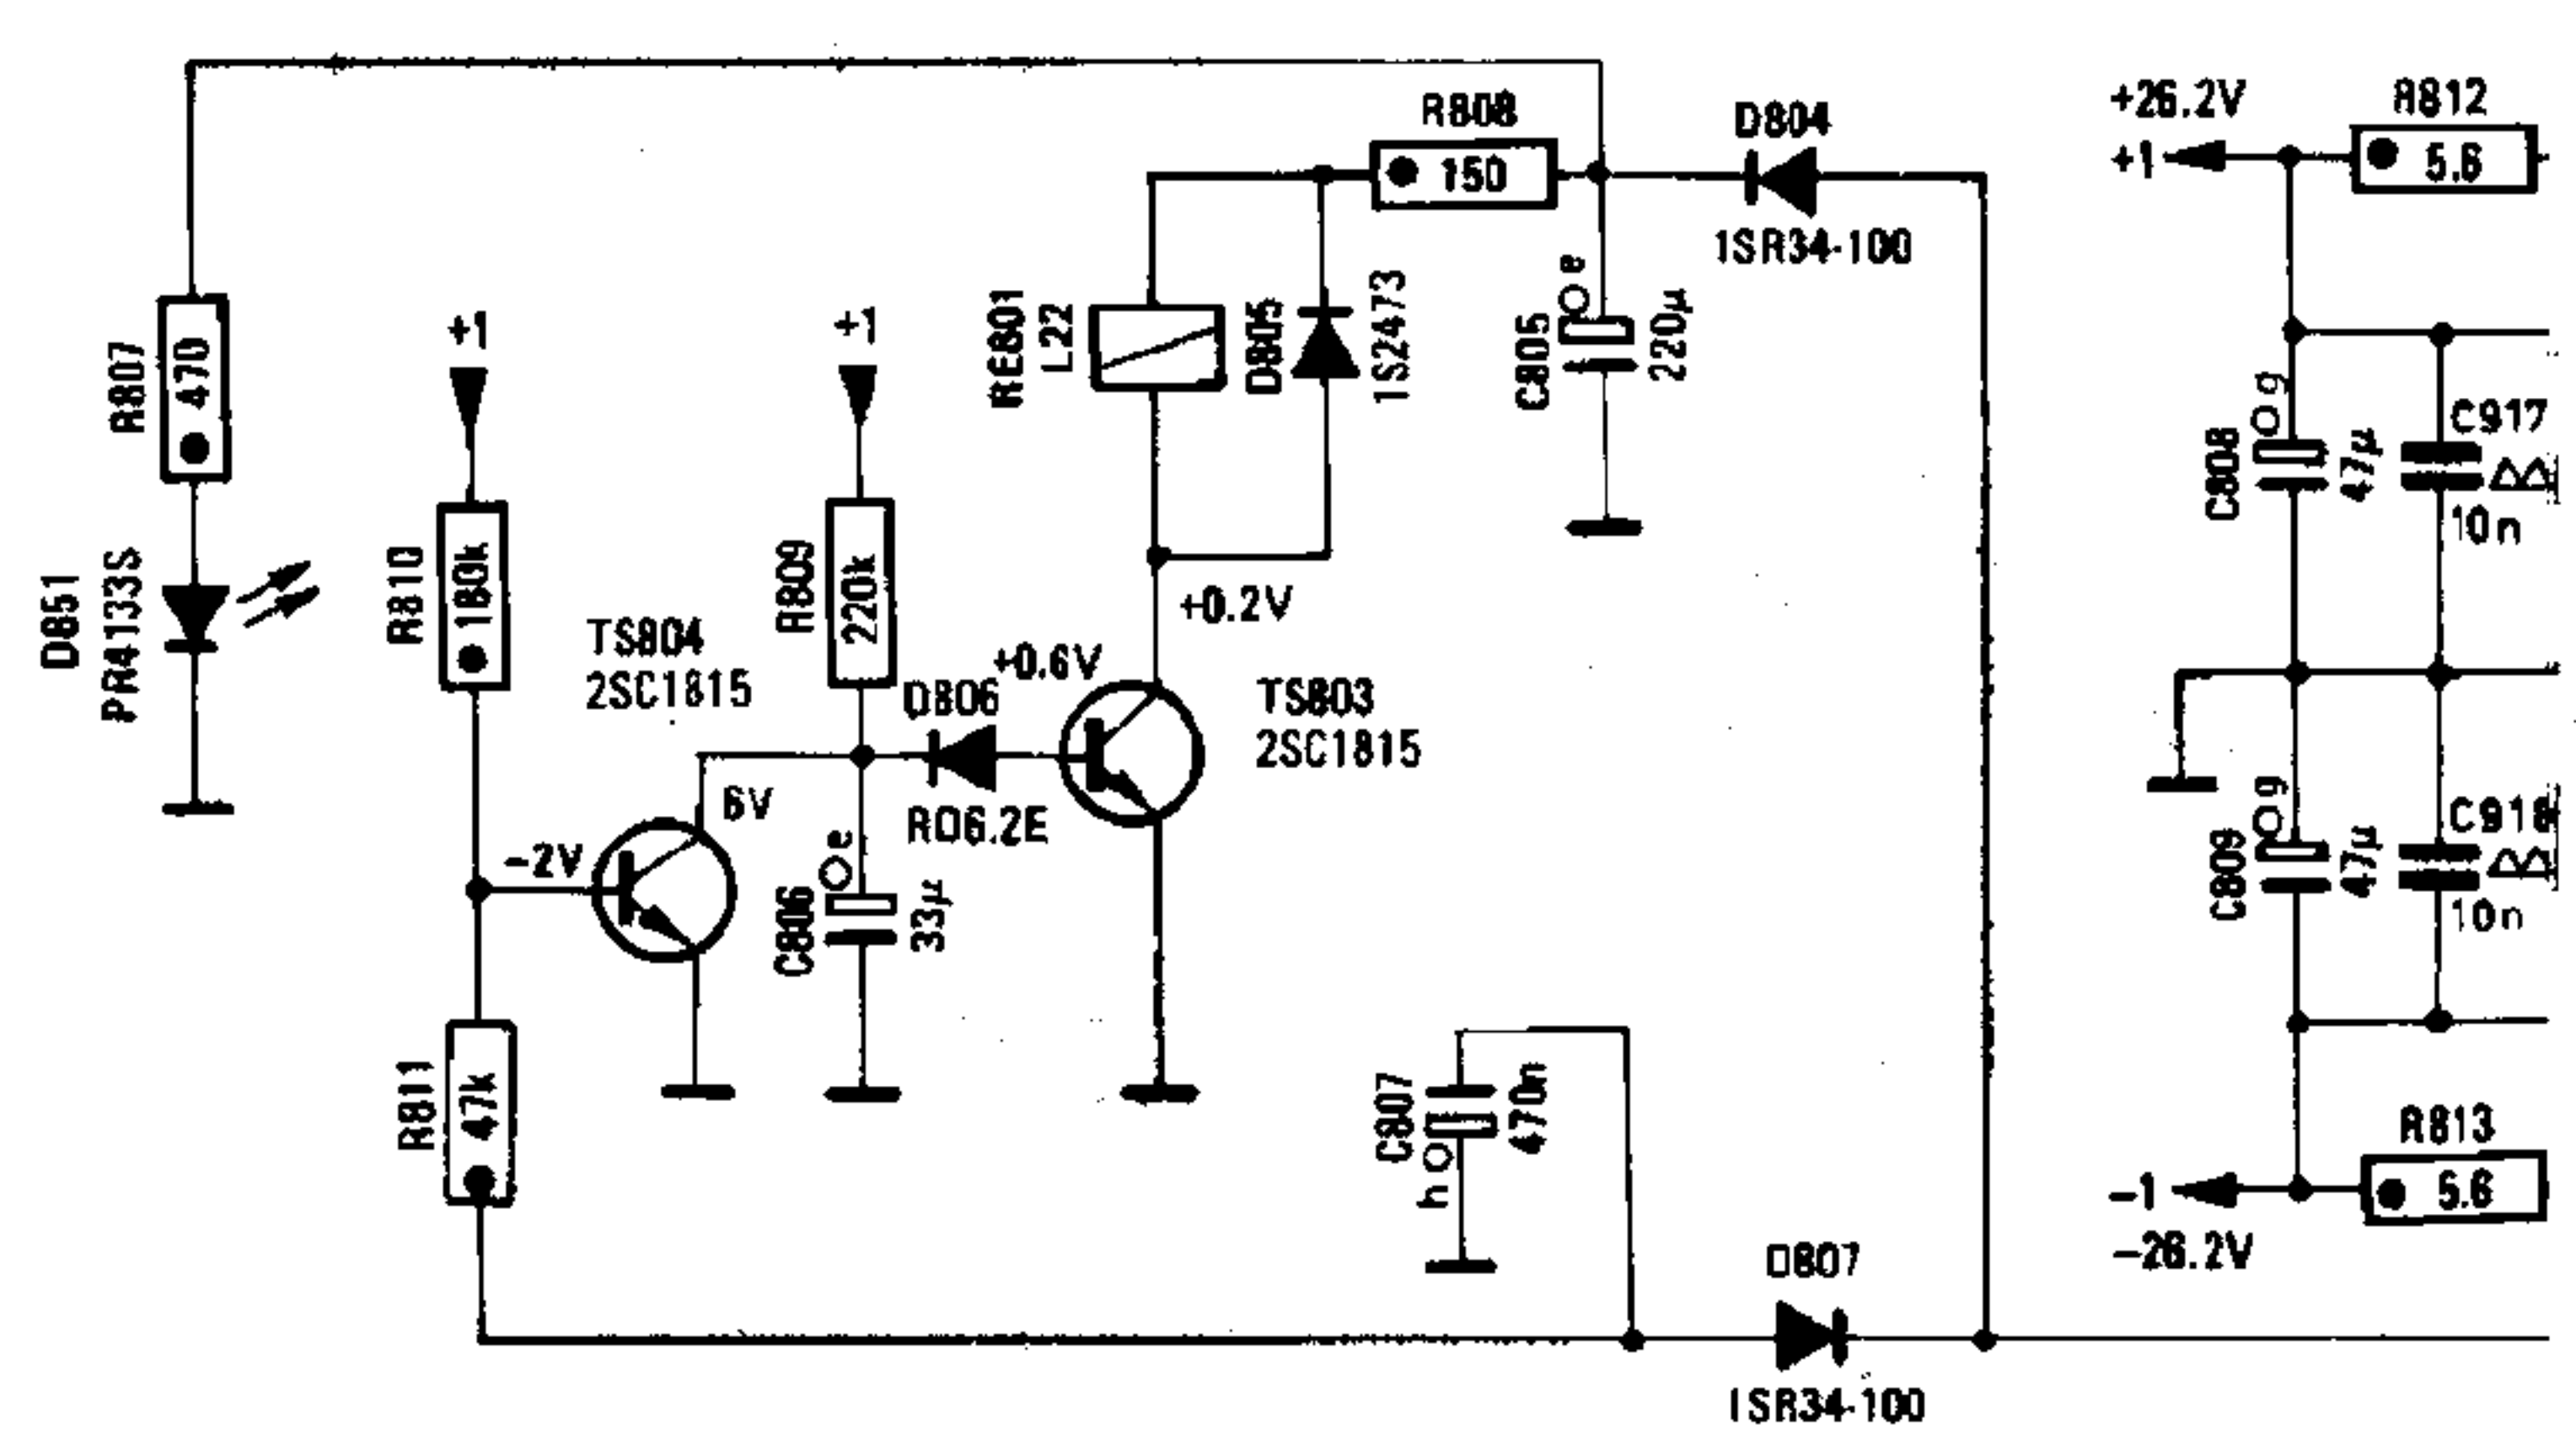 R808
150
D804
1SR34-100
+26.2V
+1
R812
5.6
R807
470
+1
+1
RE801
L22
D805
1S2473
C805
e
220µ
C808
g
47µ
C917
10n
D851
PR4133S
R810
180k
TS804
2SC1815
R809
220k
+0.2V
+0.6V
D806
RO6.2E
TS803
2SC1815
6V
-2V
C806
e
33µ
C809
g
47µ
C918
10n
R811
47k
C807
h
470n
R813
5.6
-1
-26.2V
D807
1SR34-100